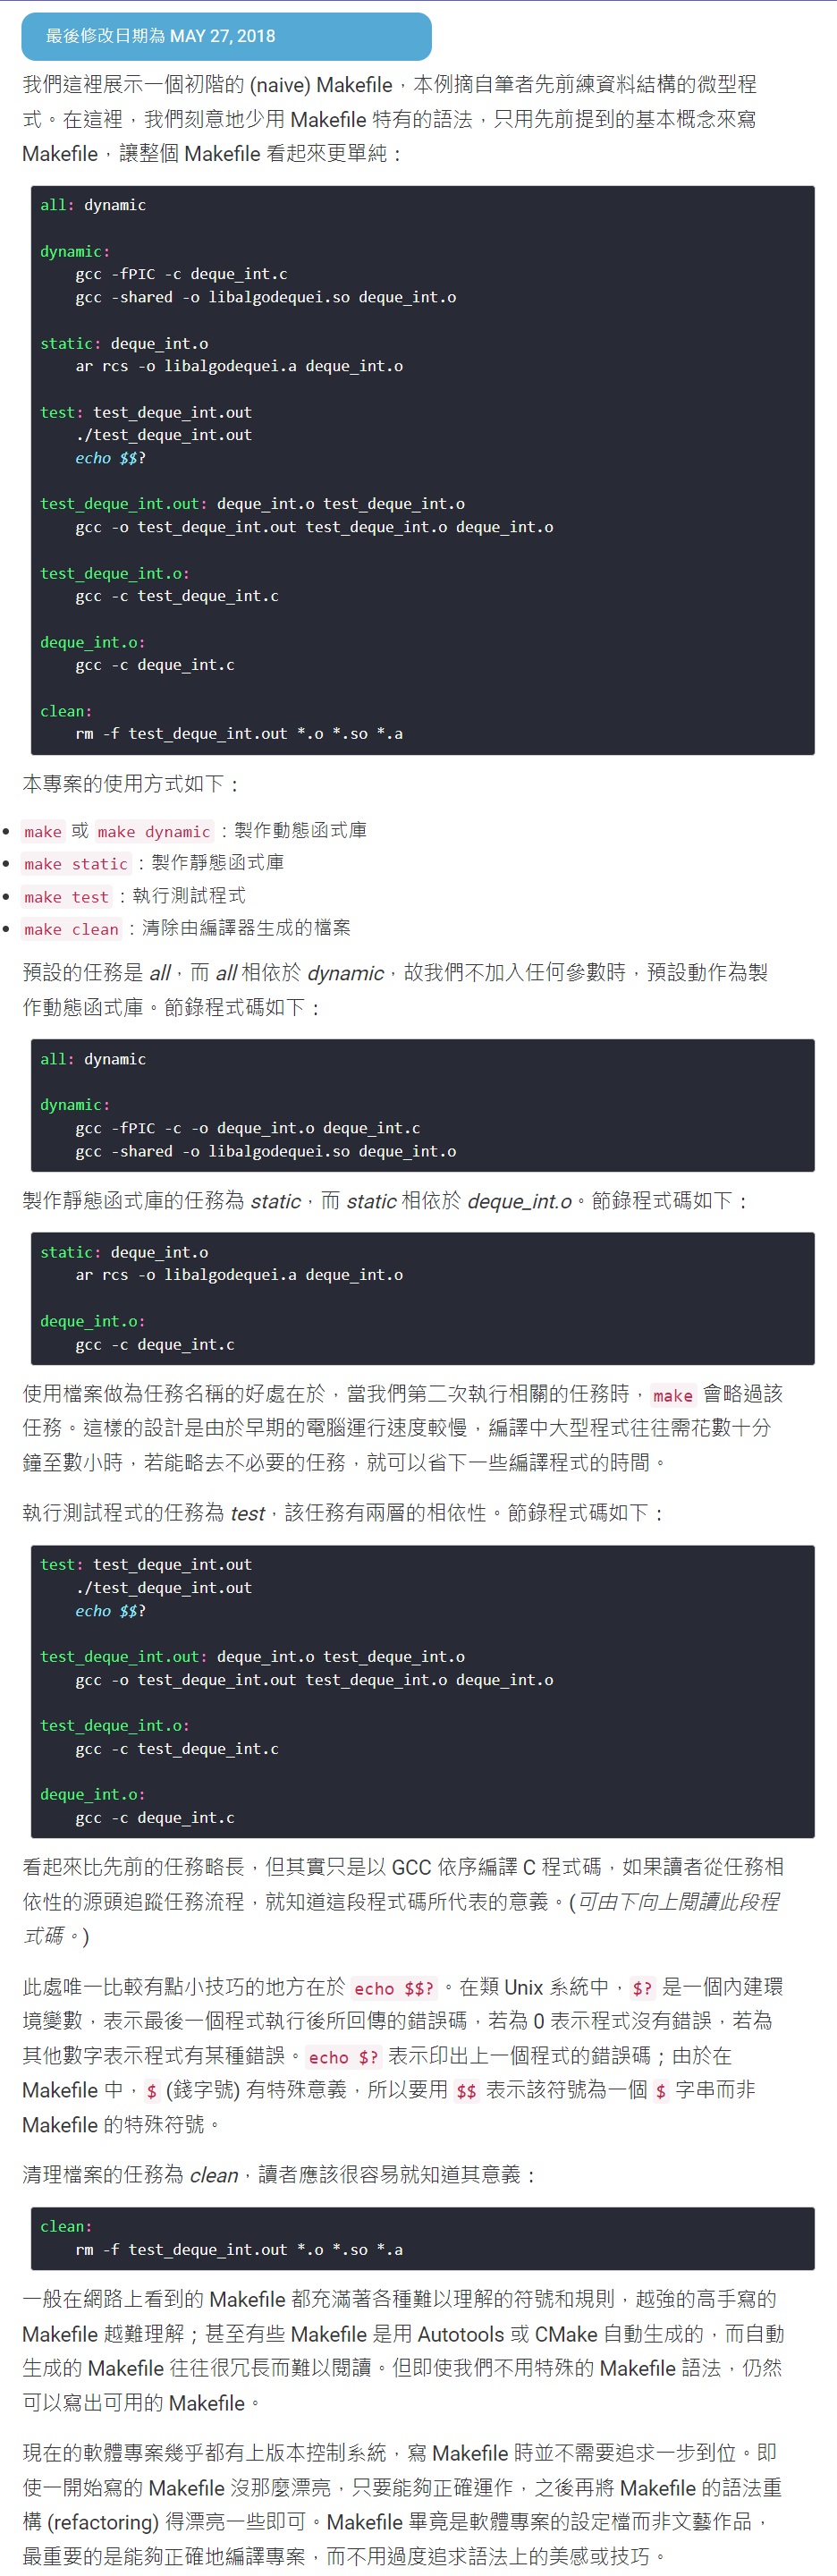 最後修改日期為 MAY 27, 2018
我們這裡展示一個初階的 (naive) Makefile，本例摘自筆者先前練資料結構的微型程
式。在這裡，我們刻意地少用 Makefile 特有的語法，只用先前提到的基本概念來寫
Makefile，讓整個 Makefile 看起來更單純：
all: dynamic
dynamic:
gcc -fPIC -c deque_int.c
gcc -shared -o libalgodequei.so deque_int.o
static: deque_int.o
ar rcs -o libalgodequei.a deque_int.o
test: test_deque_int.out
./test_deque_int.out
echo $$?
test_deque_int.out: deque_int.o test_deque_int.o
gcc -o test_deque_int.out test_deque_int.o deque_int.o
test_deque_int.o:
gcc -c test_deque_int.c
deque_int.o:
gcc -c deque_int.c
clean:
rm -f test_deque_int.out *.o *.so *.a
本專案的使用方式如下：
make 或 make dynamic：製作動態函式庫
make static：製作靜態函式庫
make test：執行測試程式
make clean：清除由編譯器生成的檔案
預設的任務是 all，而 all 相依於 dynamic，故我們不加入任何參數時，預設動作為製
作動態函式庫。節錄程式碼如下：
all: dynamic
dynamic:
gcc -fPIC -c -o deque_int.o deque_int.c
gcc -shared -o libalgodequei.so deque_int.o
製作靜態函式庫的任務為 static，而 static 相依於 deque_int.o。節錄程式碼如下：
static: deque_int.o
ar rcs -o libalgodequei.a deque_int.o
deque_int.o:
gcc -c deque_int.c
使用檔案做為任務名稱的好處在於，當我們第二次執行相關的任務時，make 會略過該
任務。這樣的設計是由於早期的電腦運行速度較慢，編譯中大型程式往往需花數十分
鐘至數小時，若能略去不必要的任務，就可以省下一些編譯程式的時間。
執行測試程式的任務為 test，該任務有兩層的相依性。節錄程式碼如下：
test: test_deque_int.out
./test_deque_int.out
echo $$?
test_deque_int.out: deque_int.o test_deque_int.o
gcc -o test_deque_int.out test_deque_int.o deque_int.o
test_deque_int.o:
gcc -c test_deque_int.c
deque_int.o:
gcc -c deque_int.c
看起來比先前的任務略長，但其實只是以 GCC 依序編譯 C 程式碼，如果讀者從任務相
依性的源頭追蹤任務流程，就知道這段程式碼所代表的意義。(可由下向上閱讀此段程
式碼。)
此處唯一比較有點小技巧的地方在於 echo $$?。在類 Unix 系統中，$? 是一個內建環
境變數，表示最後一個程式執行後所回傳的錯誤碼，若為 0 表示程式沒有錯誤，若為
其他數字表示程式有某種錯誤。echo $? 表示印出上一個程式的錯誤碼；由於在
Makefile 中，$ (錢字號) 有特殊意義，所以要用 $$ 表示該符號為一個 $ 字串而非
Makefile 的特殊符號。
清理檔案的任務為 clean，讀者應該很容易就知道其意義：
clean:
rm -f test_deque_int.out *.o *.so *.a
一般在網路上看到的 Makefile 都充滿著各種難以理解的符號和規則，越強的高手寫的
Makefile 越難理解；甚至有些 Makefile 是用 Autotools 或 CMake 自動生成的，而自動
生成的 Makefile 往往很冗長而難以閱讀。但即使我們不用特殊的 Makefile 語法，仍然
可以寫出可用的 Makefile。
現在的軟體專案幾乎都有上版本控制系統，寫 Makefile 時並不需要追求一步到位。即
使一開始寫的 Makefile 沒那麼漂亮，只要能夠正確運作，之後再將 Makefile 的語法重
構 (refactoring) 得漂亮一些即可。Makefile 畢竟是軟體專案的設定檔而非文藝作品，
最重要的是能夠正確地編譯專案，而不用過度追求語法上的美感或技巧。